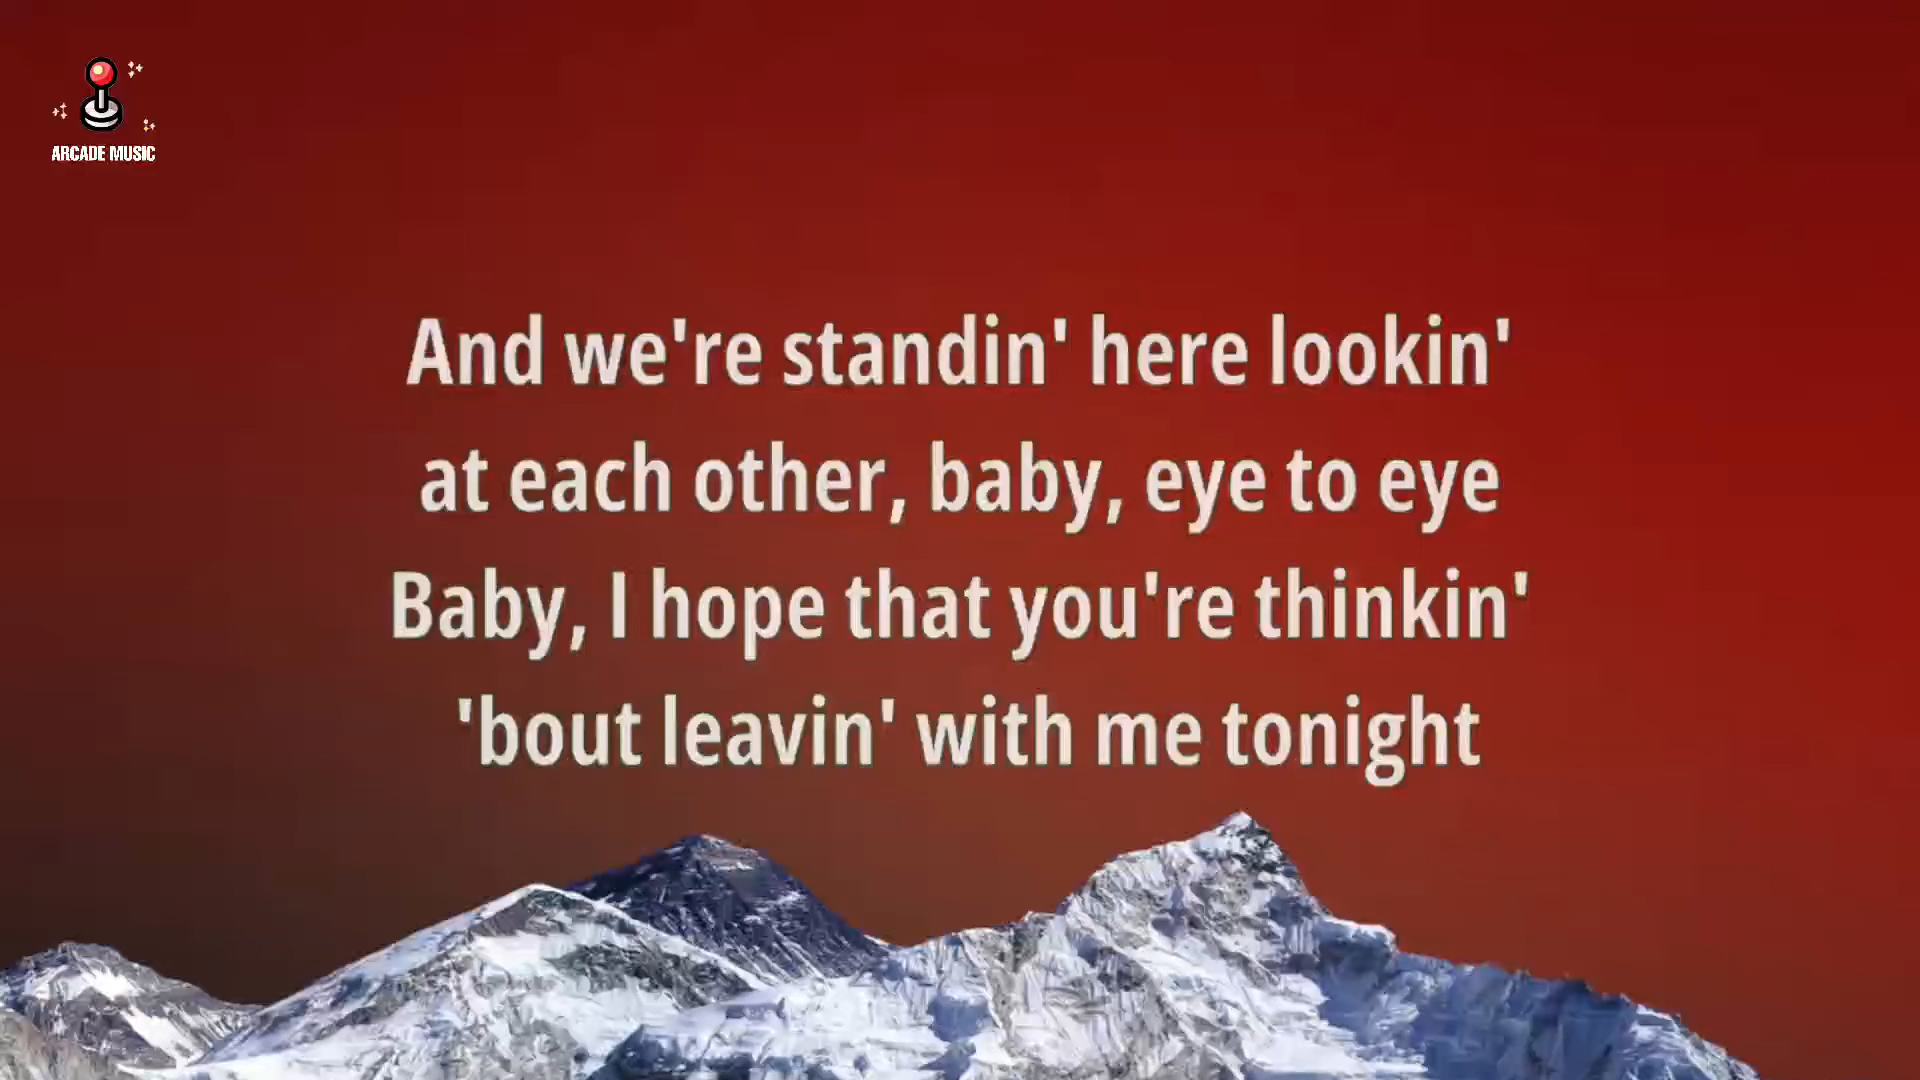 ARCADE MUSIC
And we're standin' here lookin'
at each other, baby, eye to eye
Baby, I hope that you're thinkin'
'bout leavin' with me tonight